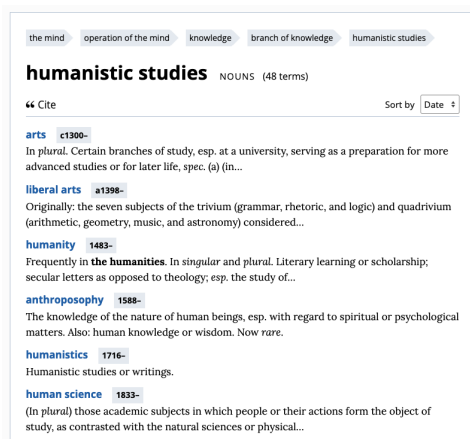 the mind operation of the mind knowledge branch of knowledge humanistic studies
humanistic studies NOUNS (48 terms)
“ Cite Sort by Date
arts c1300–
In plural. Certain branches of study, esp. at a university, serving as a preparation for more
advanced studies or for later life, spec. (a) (in...
liberal arts a1398–
Originally: the seven subjects of the trivium (grammar, rhetoric, and logic) and quadrivium
(arithmetic, geometry, music, and astronomy) considered...
humanity 1483–
Frequently in the humanities. In singular and plural. Literary learning or scholarship;
secular letters as opposed to theology; esp. the study of...
anthroposophy 1588–
The knowledge of the nature of human beings, esp. with regard to spiritual or psychological
matters. Also: human knowledge or wisdom. Now rare.
humanistics 1716–
Humanistic studies or writings.
human science 1833–
(In plural) those academic subjects in which people or their actions form the object of
study, as contrasted with the natural sciences or physical...